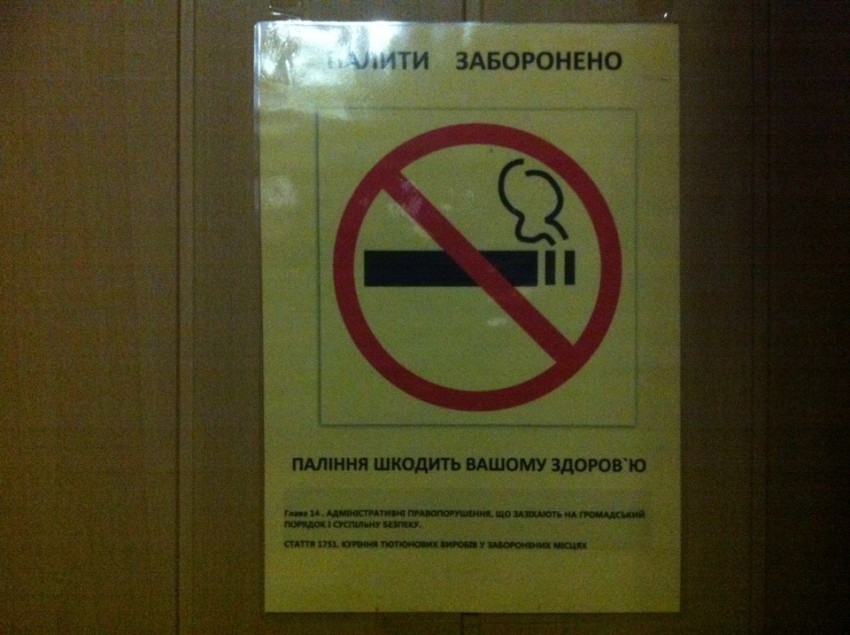 ПАЛИТИ ЗАБОРОНЕНО
ПАЛІННЯ ШКОДИТЬ ВАШОМУ ЗДОРОВ`Ю
Глава 14 . АДМІНІСТРАТИВНІ ПРАВОПОРУШЕННЯ, ЩО ЗАЗІХАЮТЬ НА ГРОМАДСЬКИЙ
ПОРЯДОК І СУСПІЛЬНУ БЕЗПЕКУ.
СТАТТЯ 1751. КУРІННЯ ТЮТЮНОВИХ ВИРОБІВ У ЗАБОРОНЕНИХ МІСЦЯХ